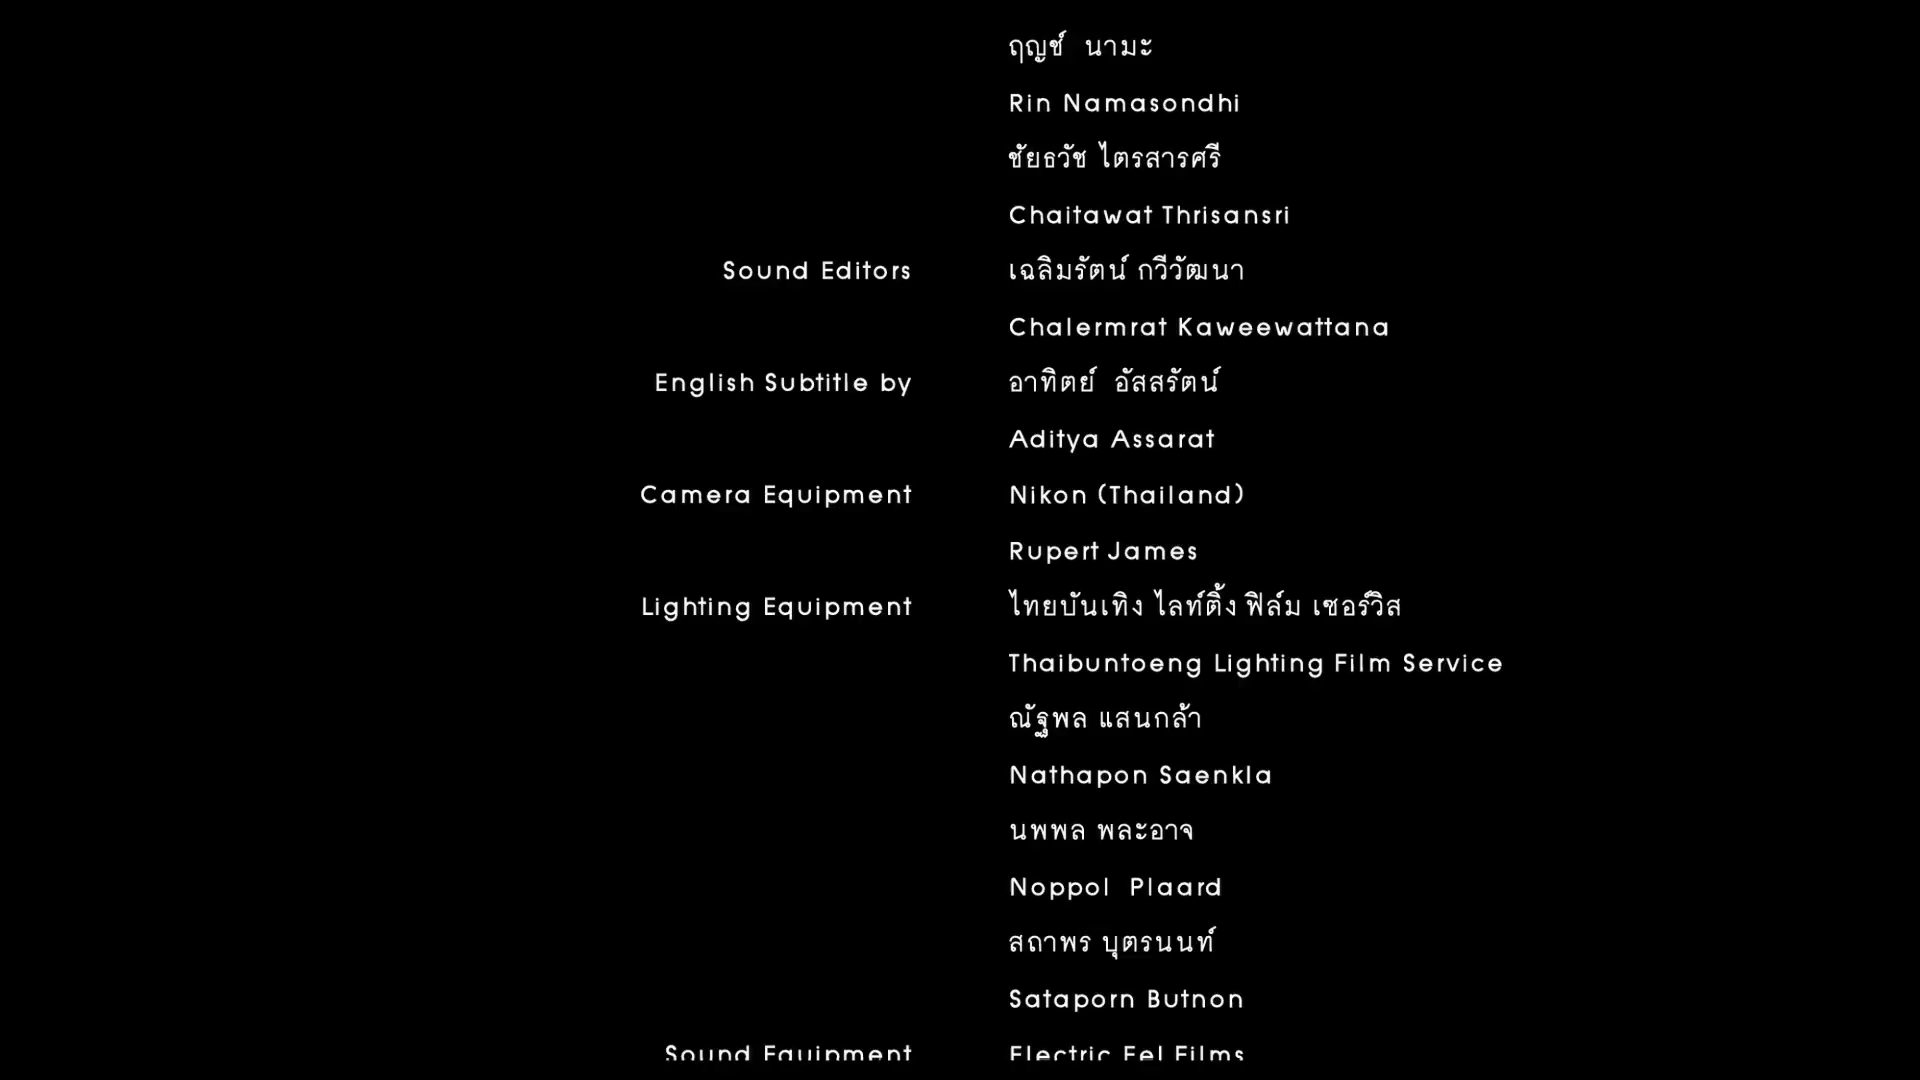 ฤญช์ นามะ
Rin Namasondhi
ชัยธวัช ไตรสารศรี
Chaitawat Thrisansri
Sound Editors เฉลิมรัตน์ กวีวัฒนา
Chalermrat Kaweewattana
English Subtitle by อาทิตย์ อัสสรัตน์
Aditya Assarat
Camera Equipment Nikon (Thailand)
Rupert James
Lighting Equipment ไทยบันเทิง ไลท์ติ้ง ฟิล์ม เซอร์วิส
Thaibuntoeng Lighting Film Service
ณัฐพล แสนกล้า
Nathapon Saenkla
นพพล พละอาจ
Noppol Plaard
สถาพร บุตรนนท์
Sataporn Butnon
Sound Equipment Electric Eel Films